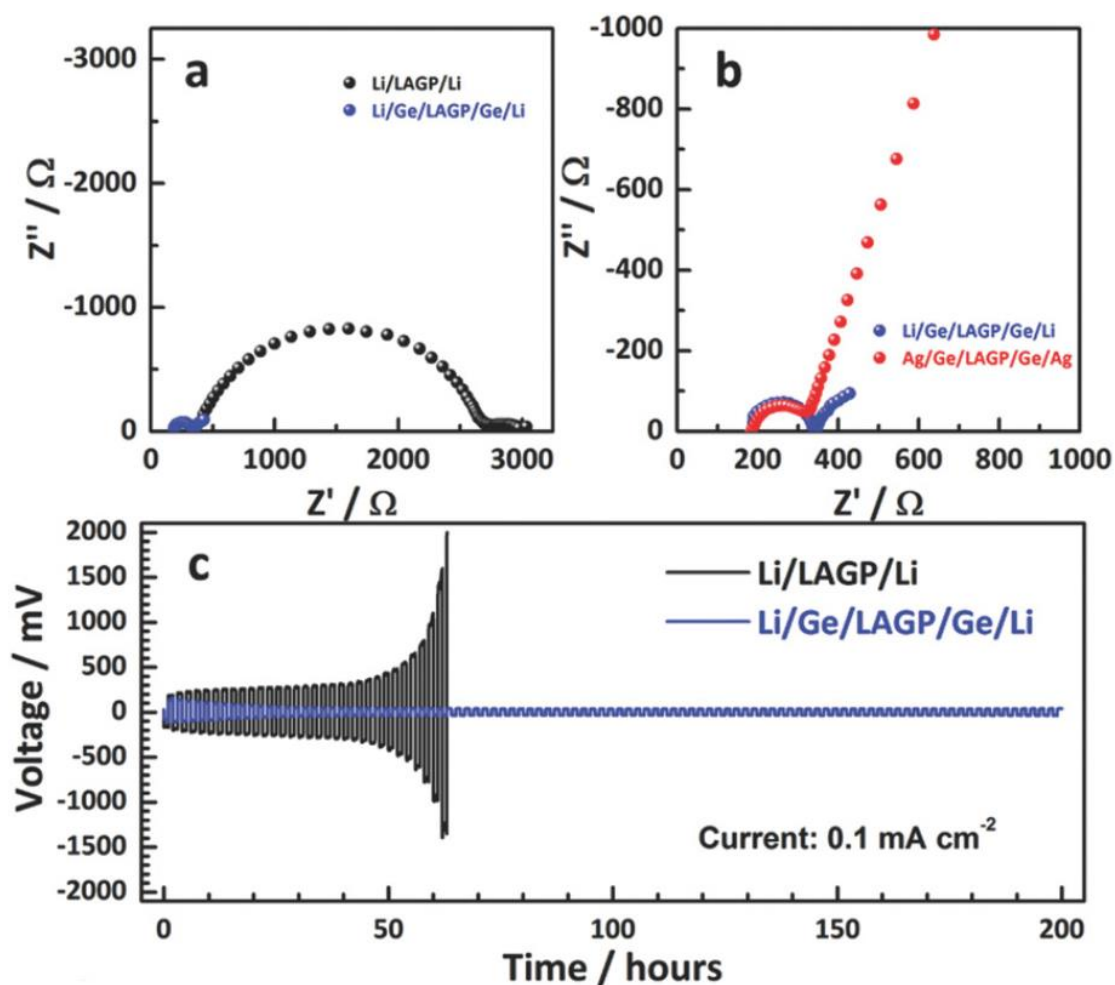 a
-3000
-2000
-1000
0
Z'' / Ω
Li/LAGP/Li
Li/Ge/LAGP/Ge/Li
0 1000 2000 3000
Z' / Ω
b
-1000
-800
-600
-400
-200
0
Z'' / Ω
Li/Ge/LAGP/Ge/Li
Ag/Ge/LAGP/Ge/Ag
0 200 400 600 800 1000
Z' / Ω
c
2000
1500
1000
500
0
-500
-1000
-1500
-2000
Voltage / mV
Li/LAGP/Li
Li/Ge/LAGP/Ge/Li
Current: 0.1 mA cm⁻²
0 50 100 150 200
Time / hours